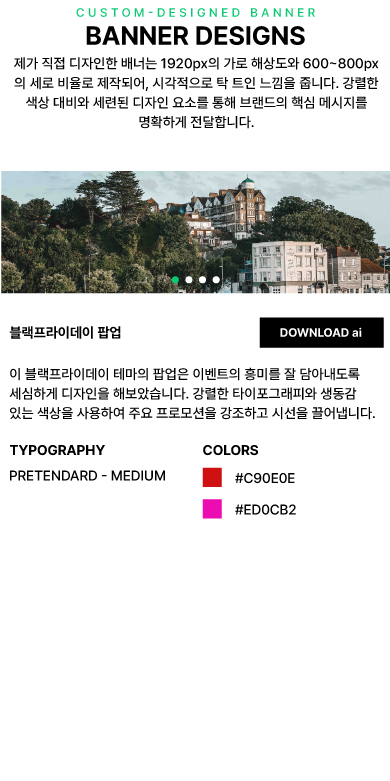 CUSTOM-DESIGNED BANNER
BANNER DESIGNS
제가 직접 디자인한 배너는 1920px의 가로 해상도와 600~800px
의 세로 비율로 제작되어, 시각적으로 탁 트인 느낌을 줍니다. 강렬한
색상 대비와 세련된 디자인 요소를 통해 브랜드의 핵심 메시지를
명확하게 전달합니다.
블랙프라이데이 팝업
DOWNLOAD ai
이 블랙프라이데이 테마의 팝업은 이벤트의 흥미를 잘 담아내도록
세심하게 디자인을 해보았습니다. 강렬한 타이포그래피와 생동감
있는 색상을 사용하여 주요 프로모션을 강조하고 시선을 끌어냅니다.
TYPOGRAPHY
COLORS
PRETENDARD - MEDIUM
#C90E0E
#ED0CB2